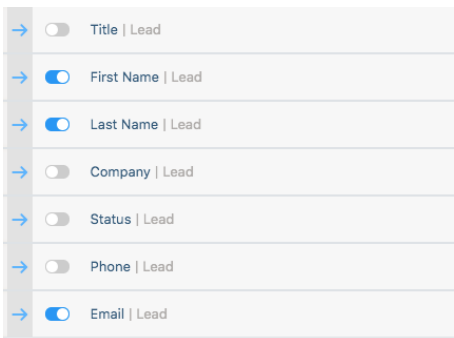 Title | Lead
First Name | Lead
Last Name | Lead
Company | Lead
Status | Lead
Phone | Lead
Email | Lead